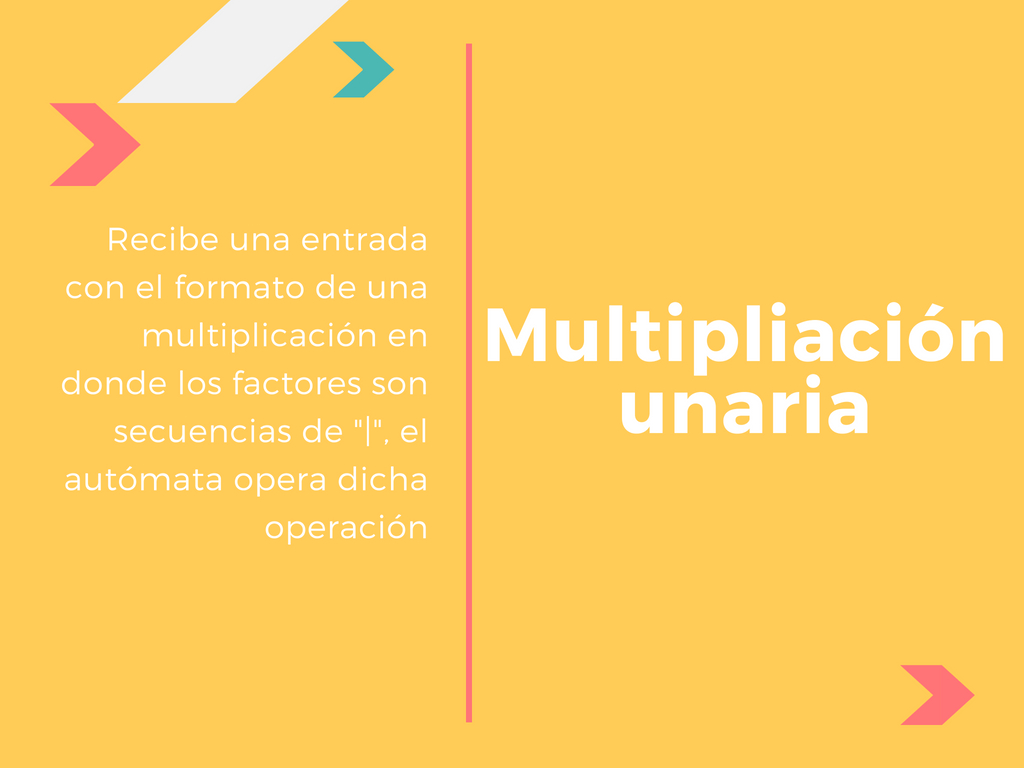 Recibe una entrada
con el formato de una
multiplicación en
donde los factores son
secuencias de "|", el
autómata opera dicha
operación
Multipliación
unaria